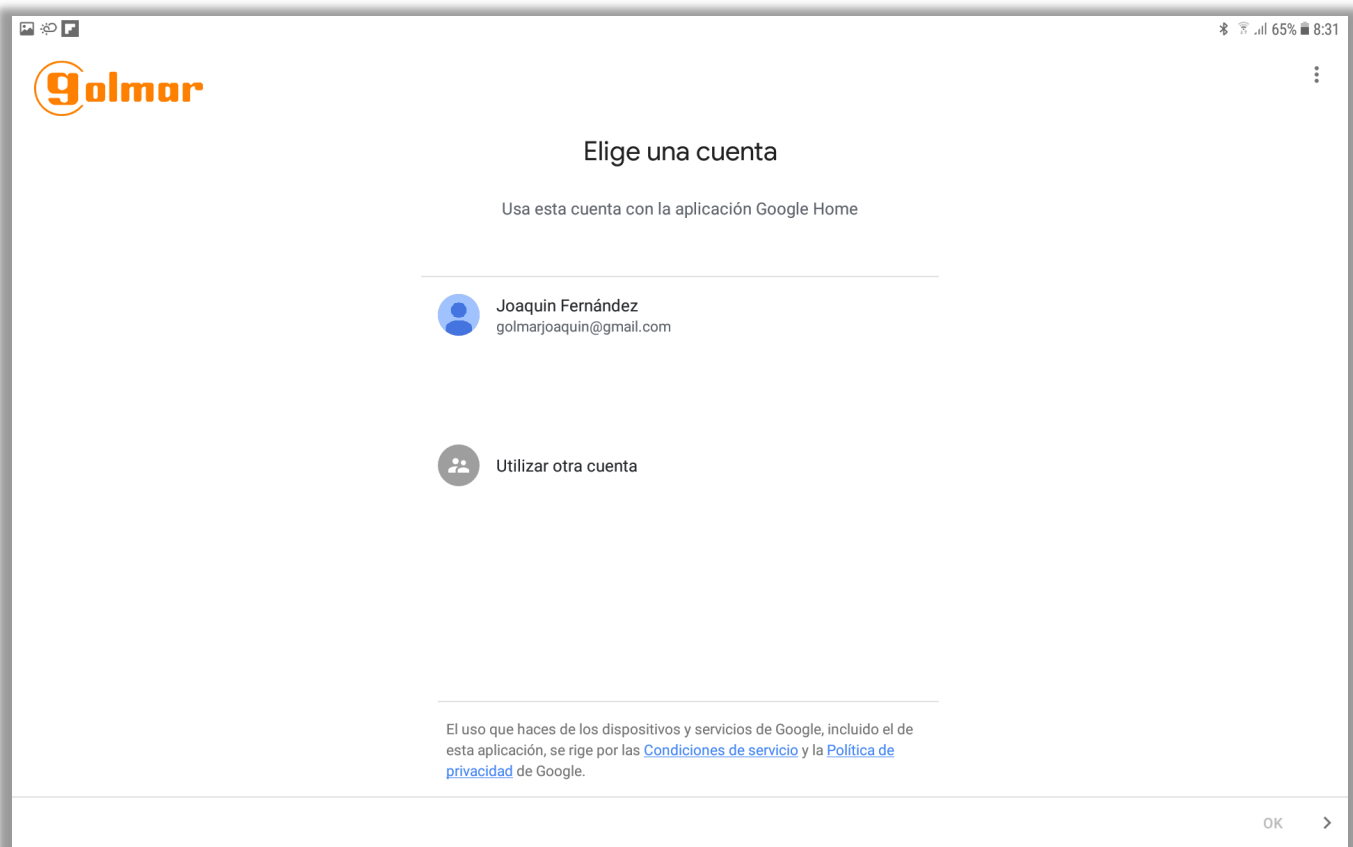 65% 8:31
golmar
Elige una cuenta
Usa esta cuenta con la aplicación Google Home
Joaquin Fernández
golmarjoaquin@gmail.com
Utilizar otra cuenta
El uso que haces de los dispositivos y servicios de Google, incluido el de
esta aplicación, se rige por las Condiciones de servicio y la Política de
privacidad de Google.
OK